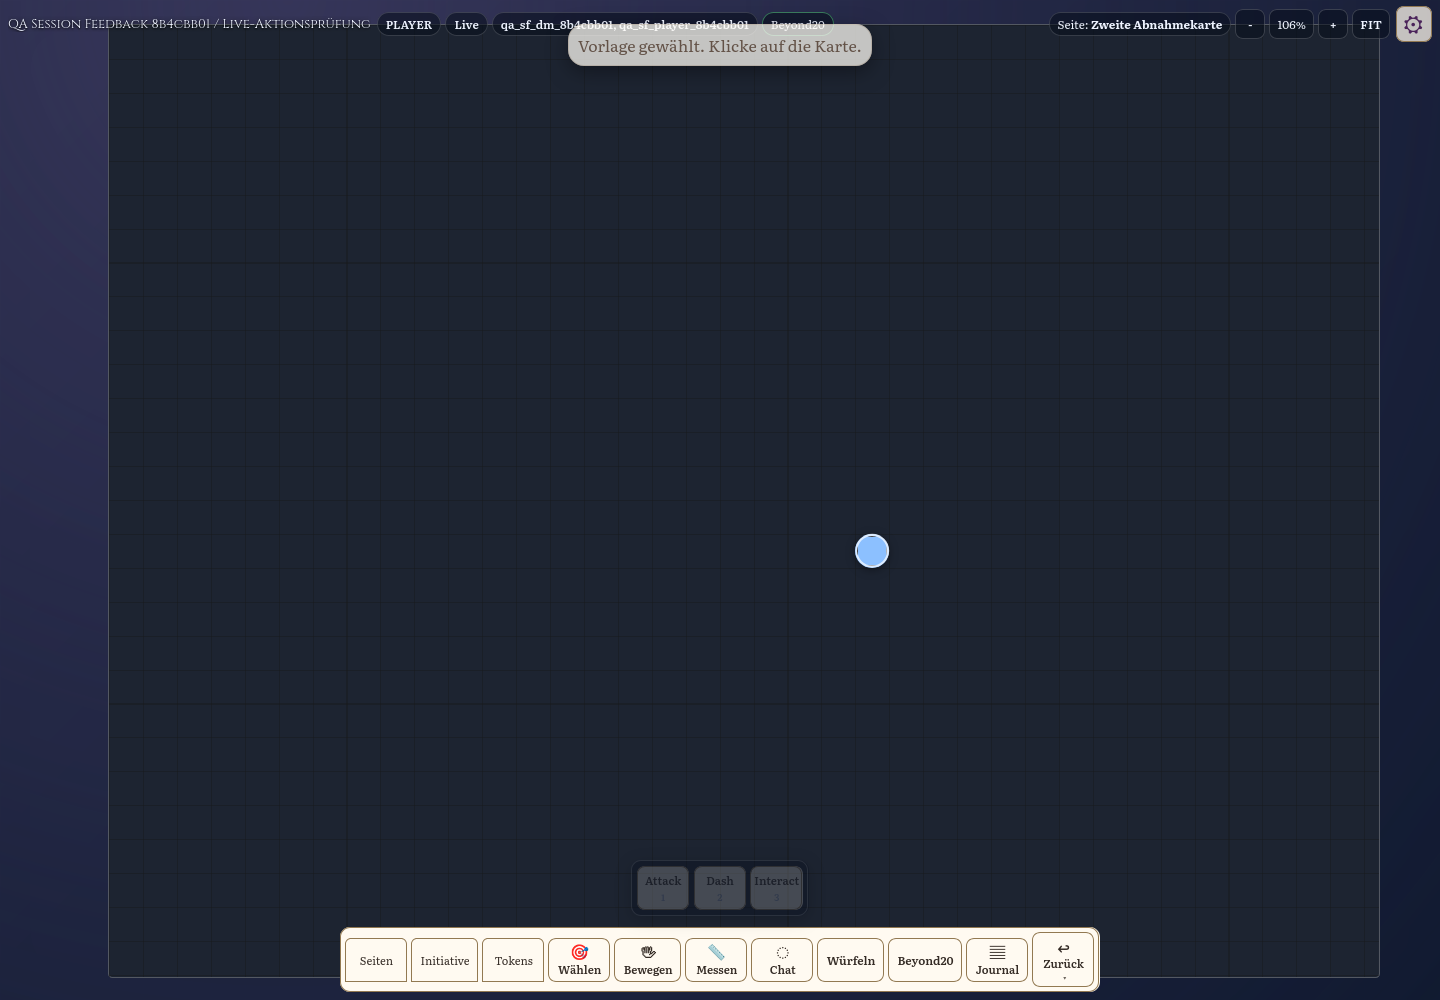 QA Session Feedback 8b4cbb01 / Live-Aktionsprüfung PLAYER Live qa_sf_dm_8b4cbb01, qa_sf_player_8b4cbb01 Beyond20 Seite: Zweite Abnahmekarte - 106% + FIT
Vorlage gewählt. Klicke auf die Karte.
Attack Dash Interact
1 2 3
Seiten Initiative Tokens Wählen Bewegen Messen Chat Würfeln Beyond20 Journal Zurück